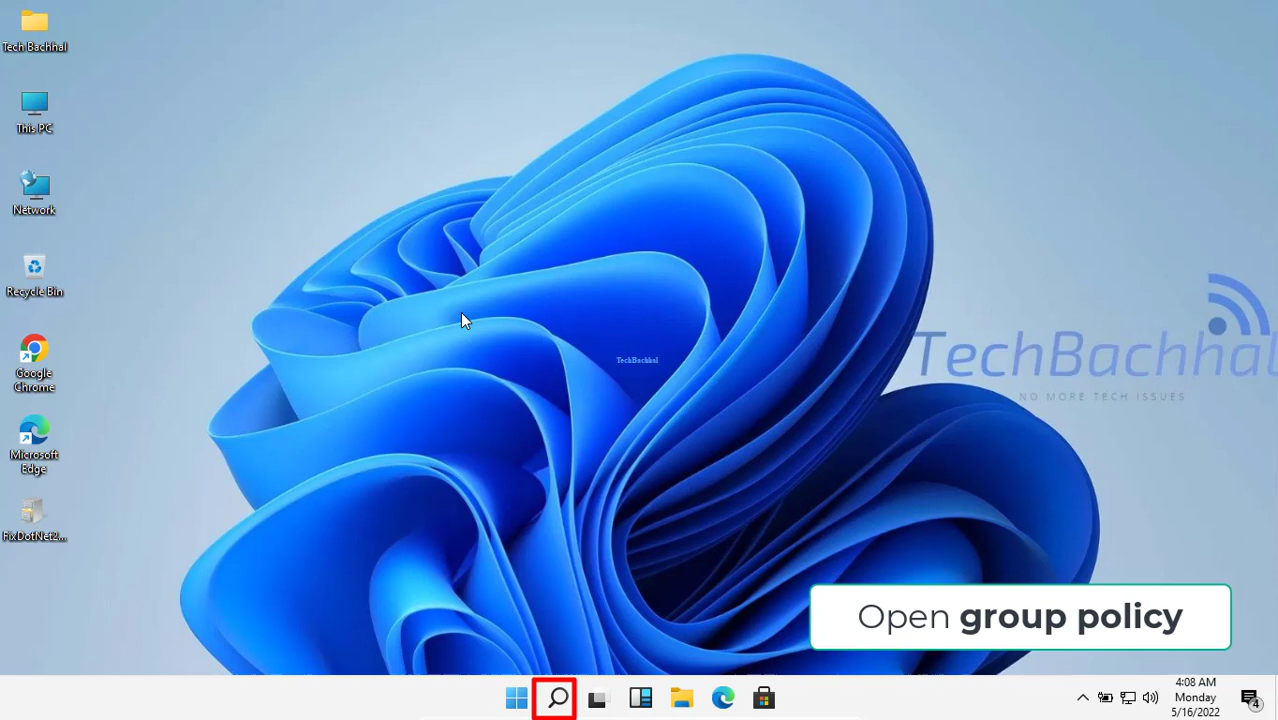 Tech Bachhal
This PC
Network
Recycle Bin
Google
Chrome
Microsoft
Edge
FixDotNet2...
TechBachhal
TechBachhal
NO MORE TECH ISSUES
Open group policy
4:08 AM
Monday
5/16/2022
4